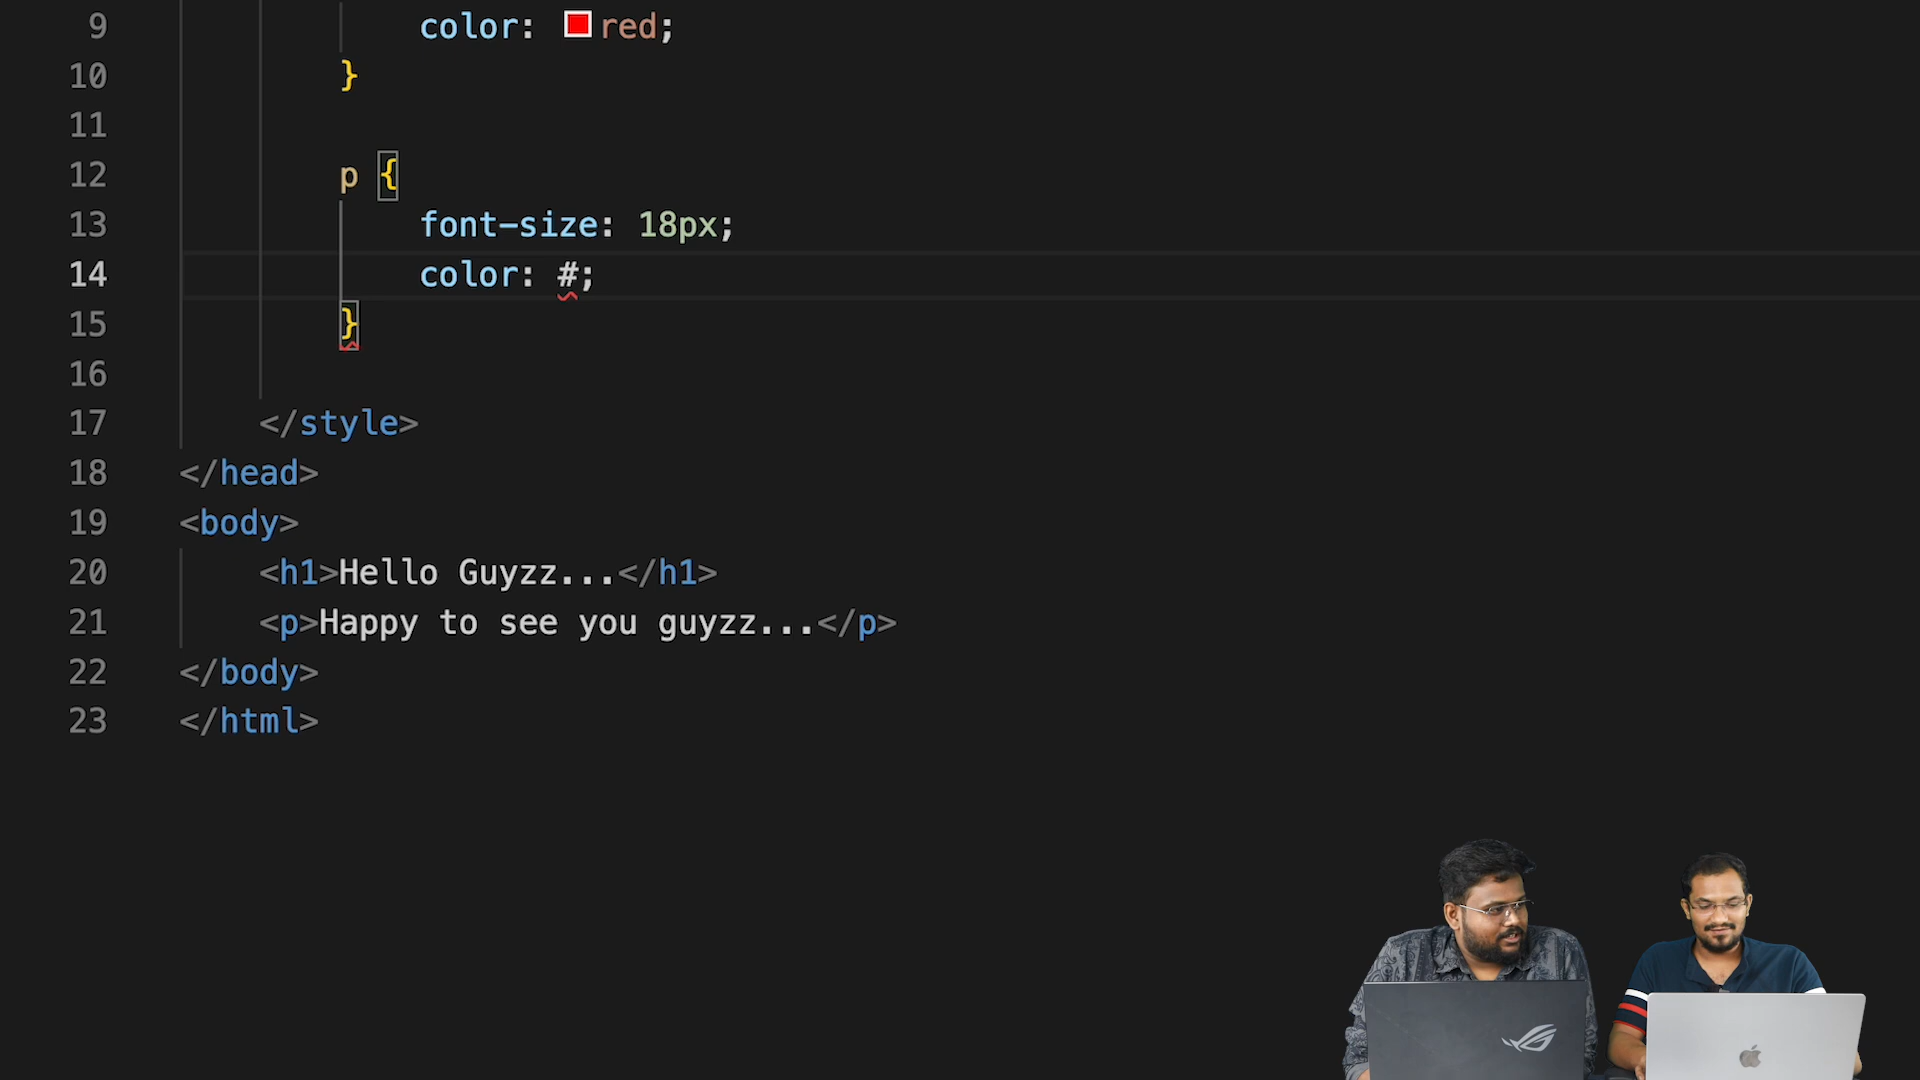 9 color: red;
10 }
11
12 p {
13 font-size: 18px;
14 color: #;
15 }
16
17 </style>
18 </head>
19 <body>
20 <h1>Hello Guyzz...</h1>
21 <p>Happy to see you guyzz...</p>
22 </body>
23 </html>